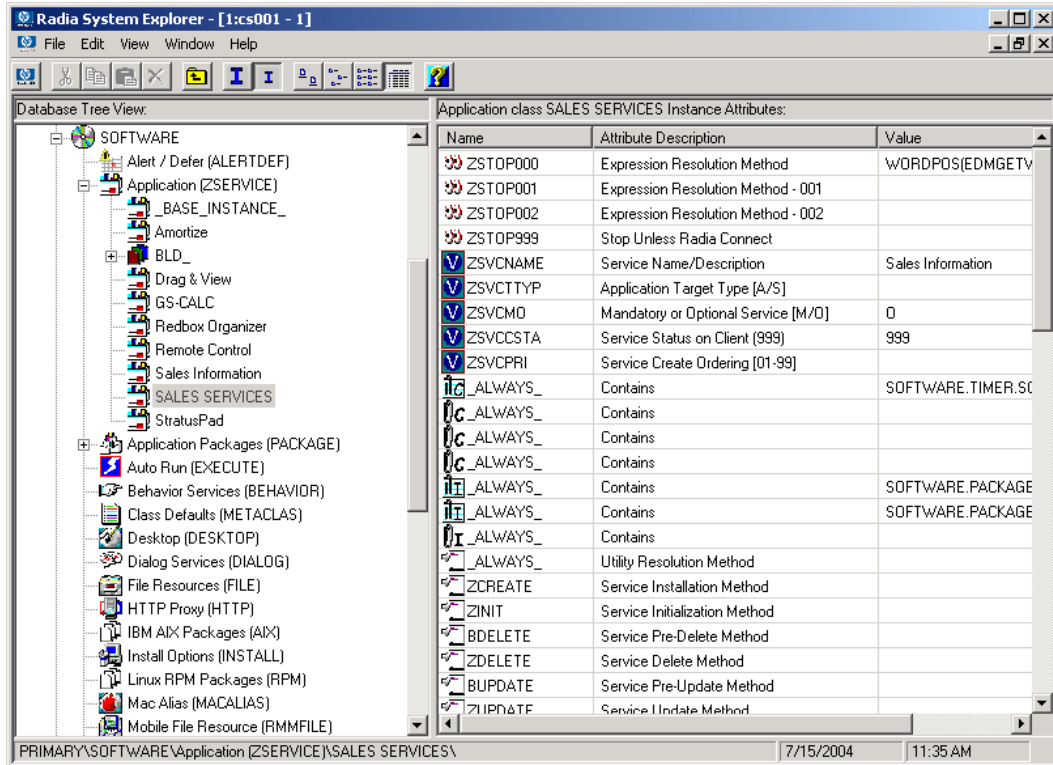 Radia System Explorer - [1:cs001 - 1]
File Edit View Window Help
Database Tree View:
SOFTWARE
Alert / Defer (ALERTDEF)
Application (ZSERVICE)
_BASE_INSTANCE_
Amortize
BLD_
Drag & View
GS-CALC
Redbox Organizer
Remote Control
Sales Information
SALES SERVICES
StratusPad
Application Packages (PACKAGE)
Auto Run (EXECUTE)
Behavior Services (BEHAVIOR)
Class Defaults (METACLAS)
Desktop (DESKTOP)
Dialog Services (DIALOG)
File Resources (FILE)
HTTP Proxy (HTTP)
IBM AIX Packages (AIX)
Install Options (INSTALL)
Linux RPM Packages (RPM)
Mac Alias (MACALIAS)
Mobile File Resource (RMMFILE)
Application class SALES SERVICES Instance Attributes:
Name Attribute Description Value
ZSTOP000 Expression Resolution Method WORDPOS(EDMGETV
ZSTOP001 Expression Resolution Method - 001
ZSTOP002 Expression Resolution Method - 002
ZSTOP999 Stop Unless Radia Connect
V ZSVCNAME Service Name/Description Sales Information
V ZSVCTTYP Application Target Type [A/S]
V ZSVCMO Mandatory or Optional Service [M/O] O
V ZSVCCSTA Service Status on Client (999) 999
V ZSVCPRI Service Create Ordering [01-99]
C _ALWAYS_ Contains SOFTWARE.TIMER.SO
C _ALWAYS_ Contains
C _ALWAYS_ Contains
C _ALWAYS_ Contains
I _ALWAYS_ Contains SOFTWARE.PACKAGE
I _ALWAYS_ Contains SOFTWARE.PACKAGE
I _ALWAYS_ Contains
_ALWAYS_ Utility Resolution Method
ZCREATE Service Installation Method
ZINIT Service Initialization Method
BDELETE Service Pre-Delete Method
ZDELETE Service Delete Method
BUPDATE Service Pre-Update Method
ZUPDATE Service Update Method
PRIMARY\SOFTWARE\Application (ZSERVICE)\SALES SERVICES\ 7/15/2004 11:35 AM